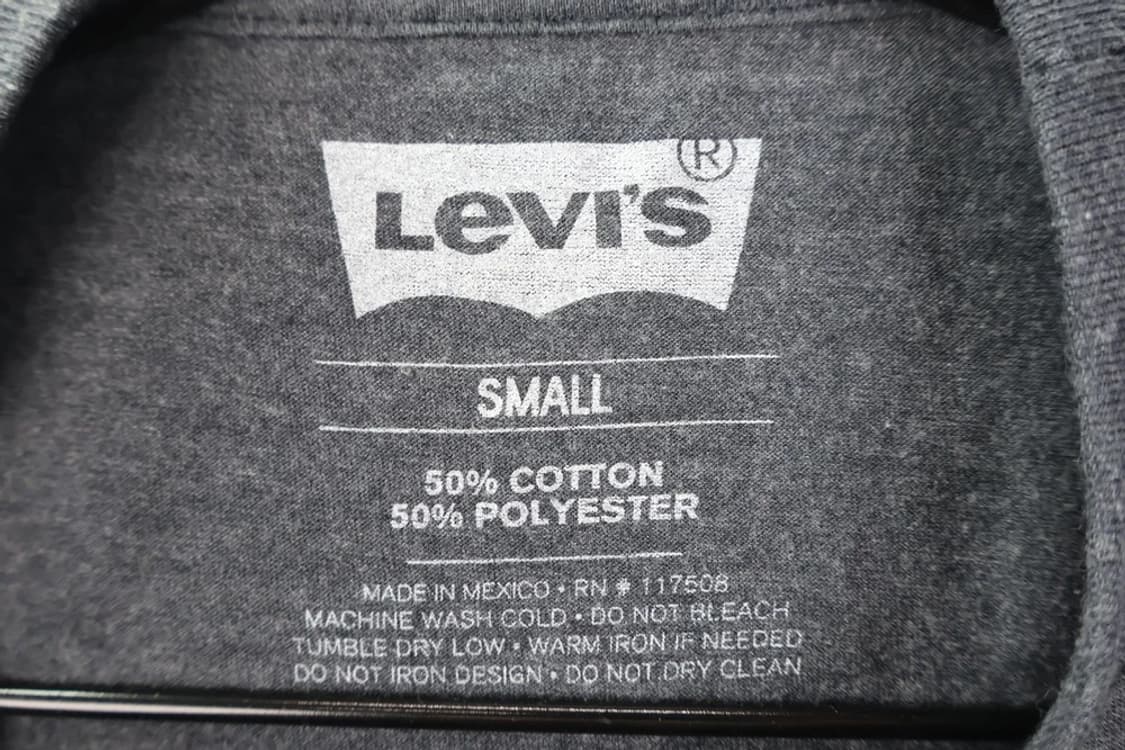 LEVI'S ®
SMALL
50% COTTON
50% POLYESTER
MADE IN MEXICO • RN # 117508
MACHINE WASH COLD • DO NOT BLEACH
TUMBLE DRY LOW • WARM IRON IF NEEDED
DO NOT IRON DESIGN • DO NOT DRY CLEAN